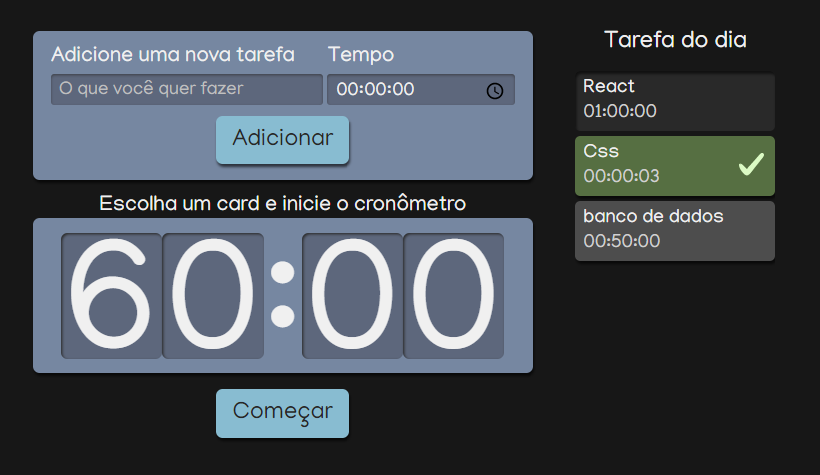 Adicione uma nova tarefa
Tempo
O que você quer fazer
00:00:00
Adicionar
Escolha um card e inicie o cronômetro
60:00
Começar
Tarefa do dia
React
01:00:00
Css
00:00:03
banco de dados
00:50:00